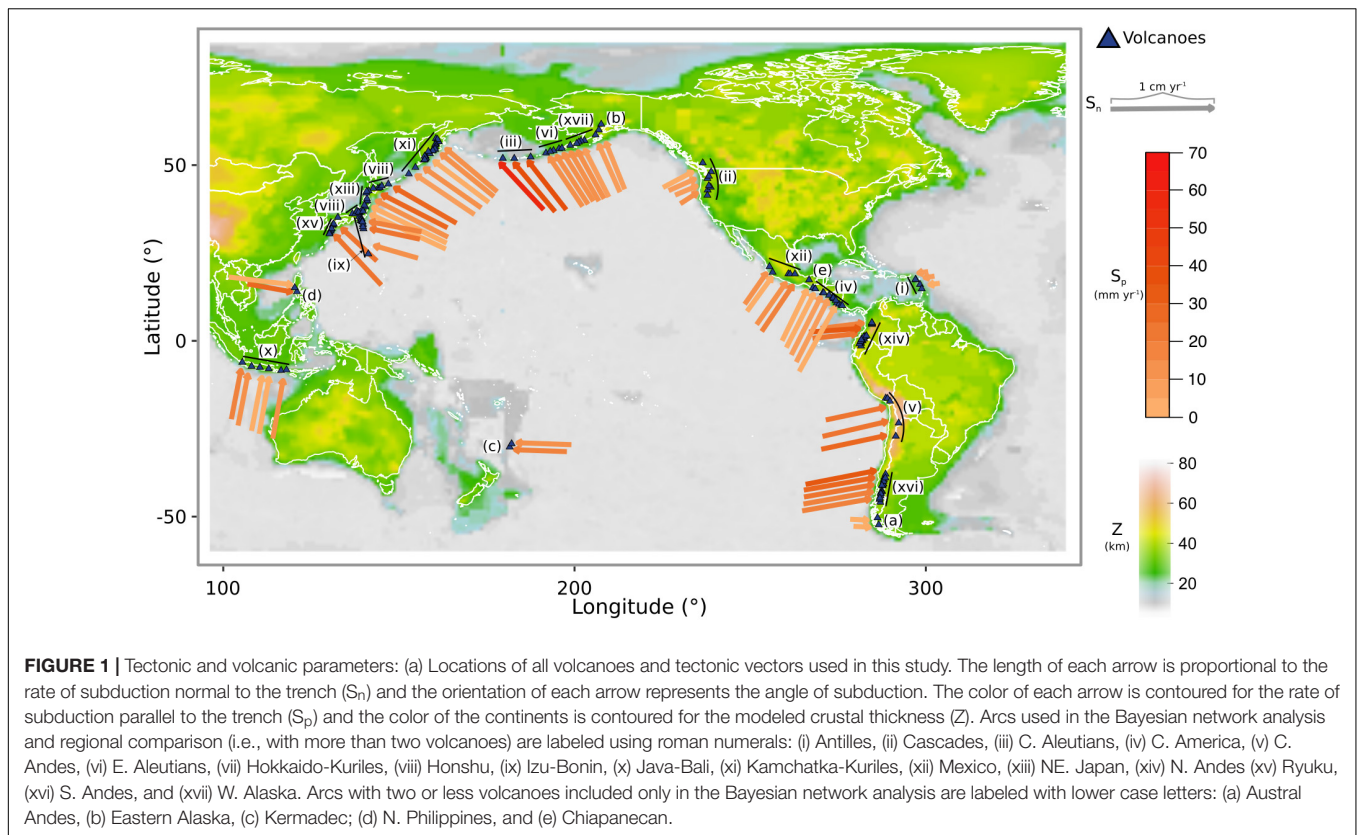 Volcanoes
1 cm yr⁻¹
Sn
70
60
50
40
30
20
10
0
Sp
(mm yr⁻¹)
80
60
40
20
Z
(km)
50
0
-50
Latitude (°)
100
200
300
Longitude (°)
(xi)
(viii)
(xiii)
(viii)
(xv)
(ix)
(d)
(x)
(iii)
(vi)
(xvii)
(b)
(ii)
(xii)
(e)
(iv)
(i)
(xiv)
(v)
(xvi)
(a)
(c)
FIGURE 1 | Tectonic and volcanic parameters: (a) Locations of all volcanoes and tectonic vectors used in this study. The length of each arrow is proportional to the
rate of subduction normal to the trench (Sn) and the orientation of each arrow represents the angle of subduction. The color of each arrow is contoured for the rate of
subduction parallel to the trench (Sp) and the color of the continents is contoured for the modeled crustal thickness (Z). Arcs used in the Bayesian network analysis
and regional comparison (i.e., with more than two volcanoes) are labeled using roman numerals: (i) Antilles, (ii) Cascades, (iii) C. Aleutians, (iv) C. America, (v) C.
Andes, (vi) E. Aleutians, (vii) Hokkaido-Kuriles, (viii) Honshu, (ix) Izu-Bonin, (x) Java-Bali, (xi) Kamchatka-Kuriles, (xii) Mexico, (xiii) NE. Japan, (xiv) N. Andes (xv) Ryuku,
(xvi) S. Andes, and (xvii) W. Alaska. Arcs with two or less volcanoes included only in the Bayesian network analysis are labeled with lower case letters: (a) Austral
Andes, (b) Eastern Alaska, (c) Kermadec; (d) N. Philippines, and (e) Chiapanecan.